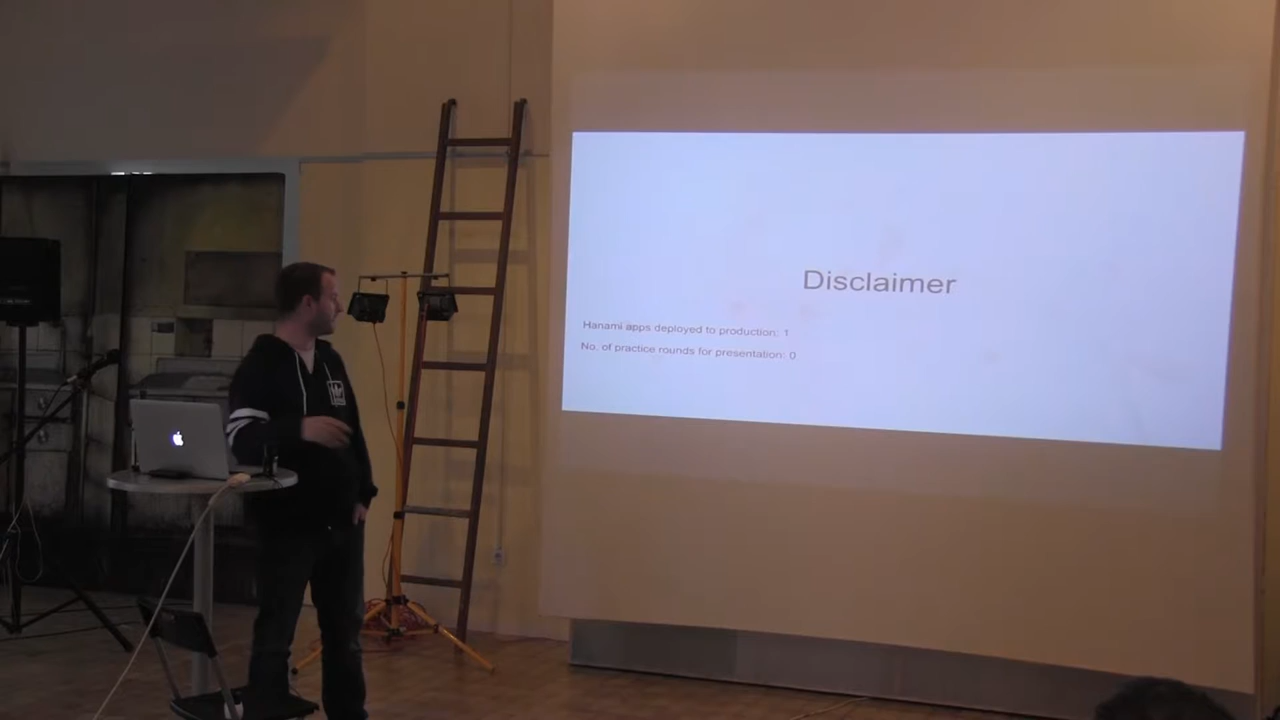 Disclaimer
Hanami apps deployed to production: 1
No. of practice rounds for presentation: 0